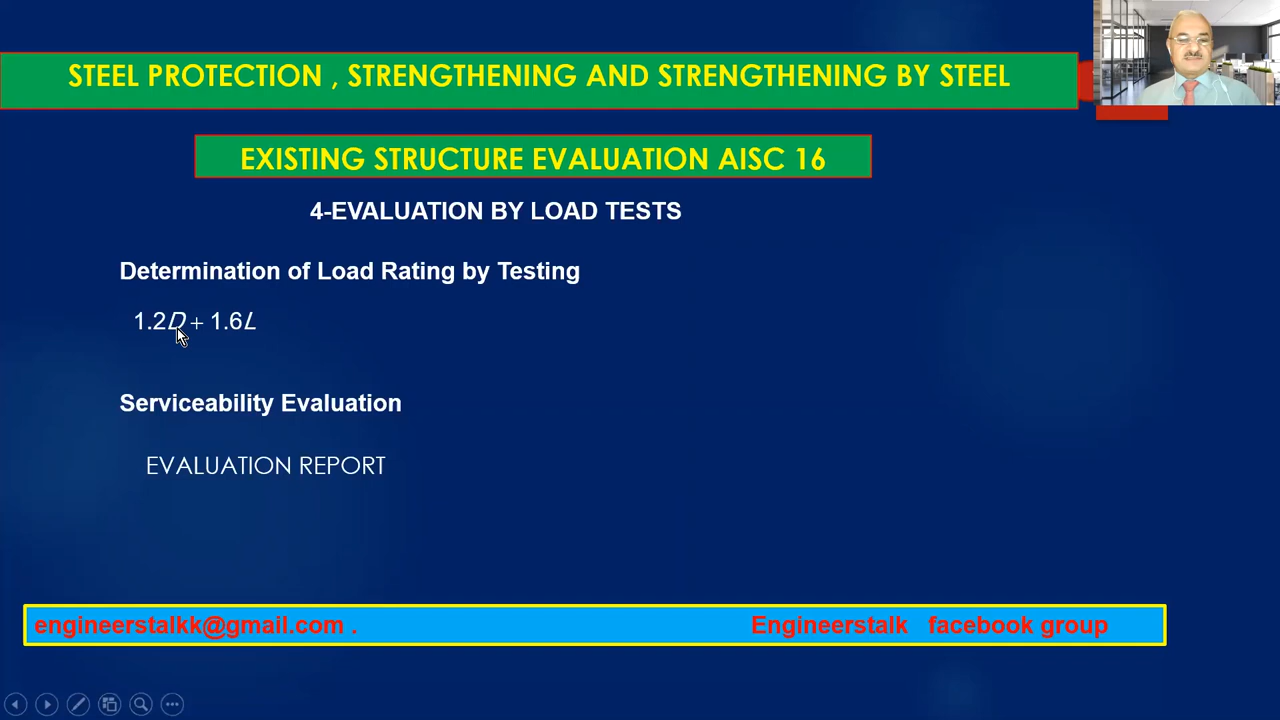 STEEL PROTECTION , STRENGTHENING AND STRENGTHENING BY STEEL
EXISTING STRUCTURE EVALUATION AISC 16
4-EVALUATION BY LOAD TESTS
Determination of Load Rating by Testing
1.2D + 1.6L
Serviceability Evaluation
EVALUATION REPORT
engineerstalkk@gmail.com . Engineerstalk facebook group